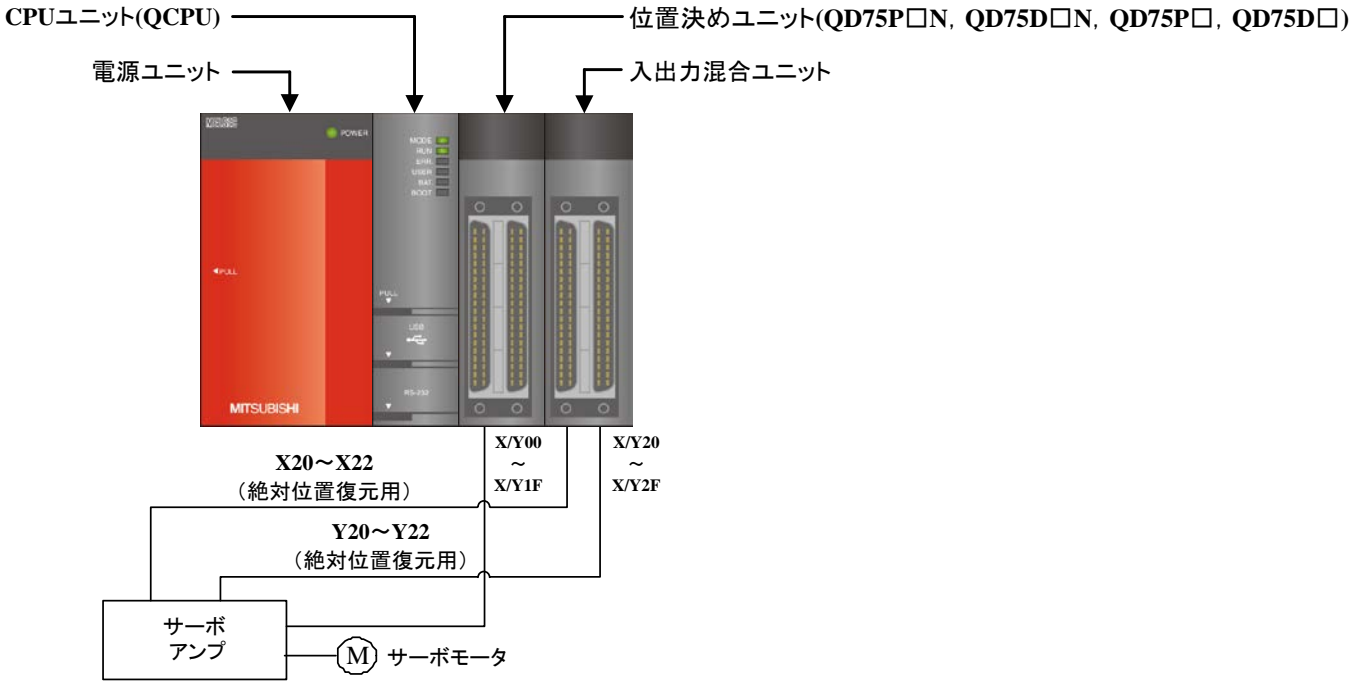 CPUユニット(QCPU)
位置決めユニット(QD75P□N, QD75D□N, QD75P□, QD75D□)
電源ユニット
入出力混合ユニット
MELSEC
POWER
MODE
RUN
ERR.
USER
BAT.
BOOT
PULL
PULL
USB
RS-232
MITSUBISHI
X/Y00
～
X/Y1F
X/Y20
～
X/Y2F
X20～X22
（絶対位置復元用）
Y20～Y22
（絶対位置復元用）
サーボ
アンプ
M
サーボモータ